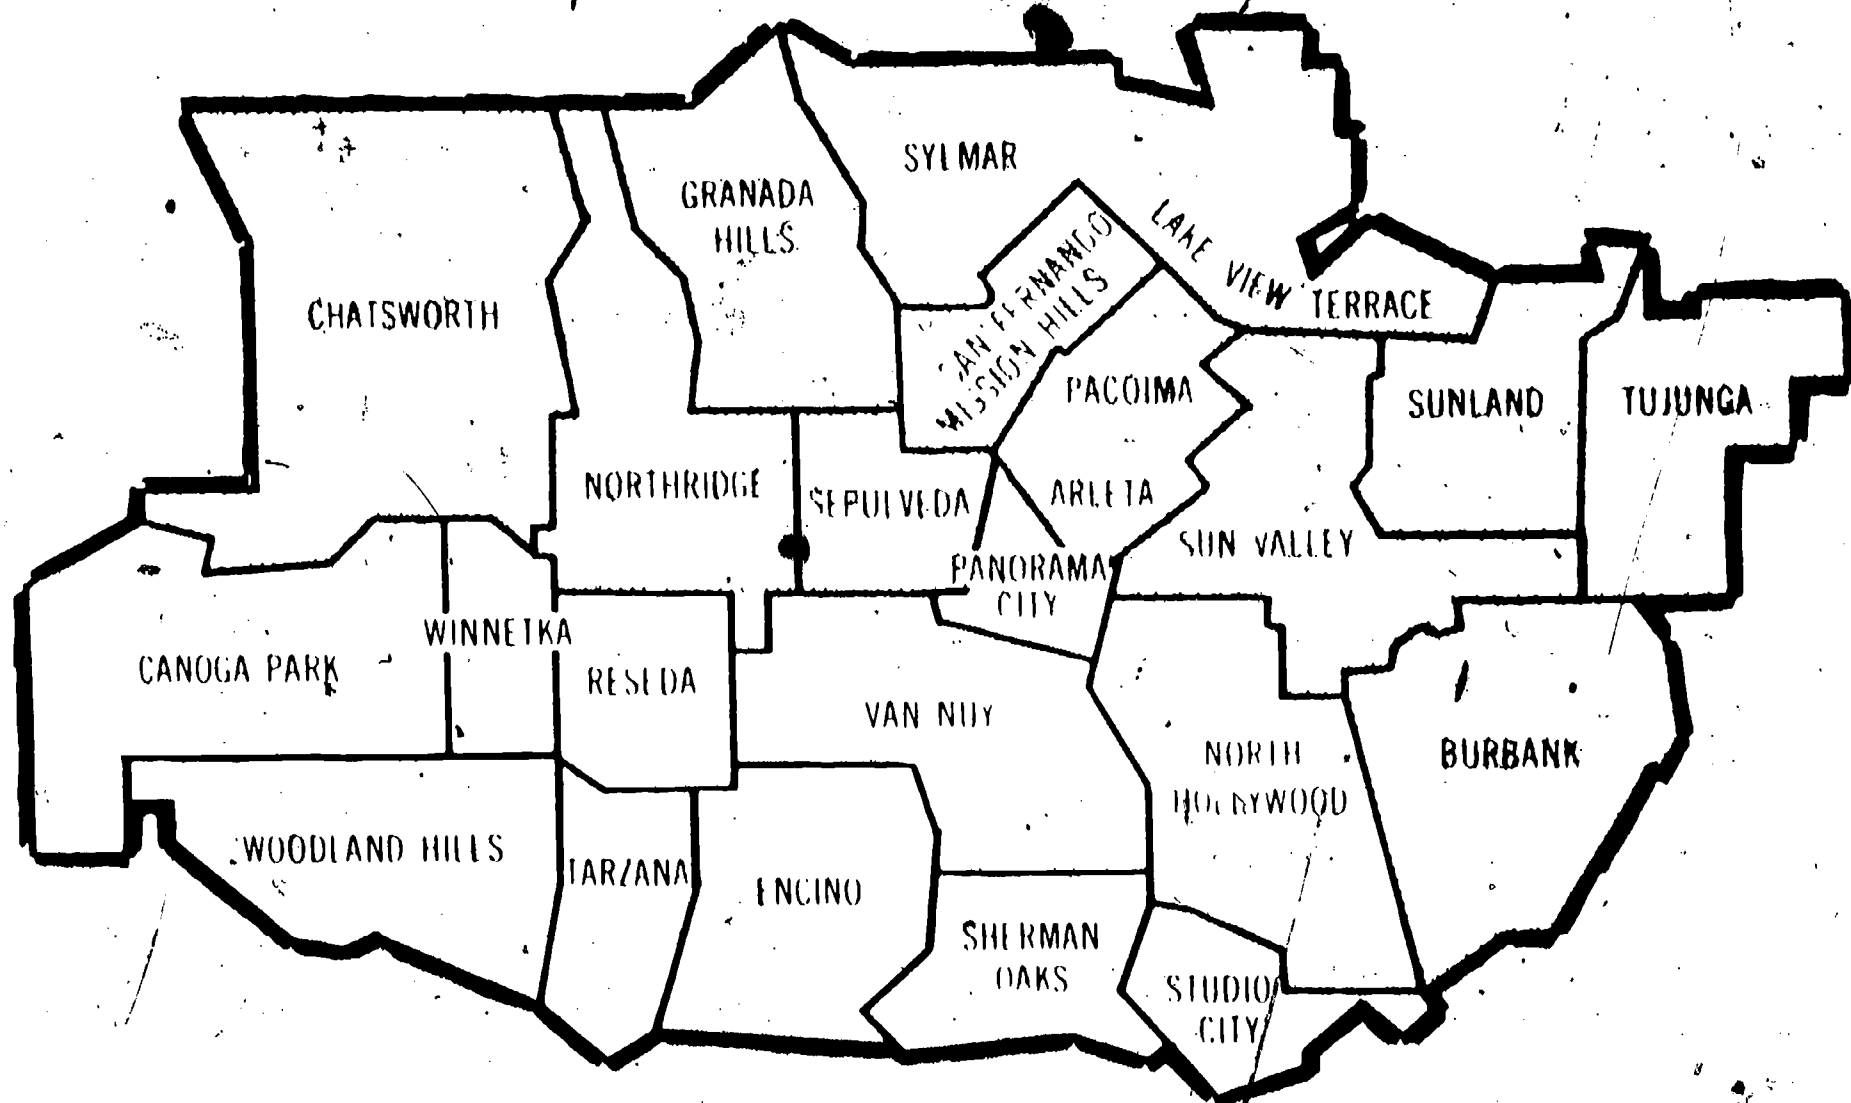 SYLMAR
GRANADA
HILLS
LAKE VIEW TERRACE
CHATSWORTH
SAN FERNANDO
MISSION HILLS
PACOIMA
SUNLAND
TUJUNGA
NORTHRIDGE
SEPULVEDA
ARLETA
SUN VALLEY
PANORAMA
CITY
WINNETKA
CANOGA PARK
RESEDA
VAN NUY
NORTH
HOLLYWOOD
BURBANK
WOODLAND HILLS
TARZANA
ENCINO
SHERMAN
OAKS
STUDIO
CITY